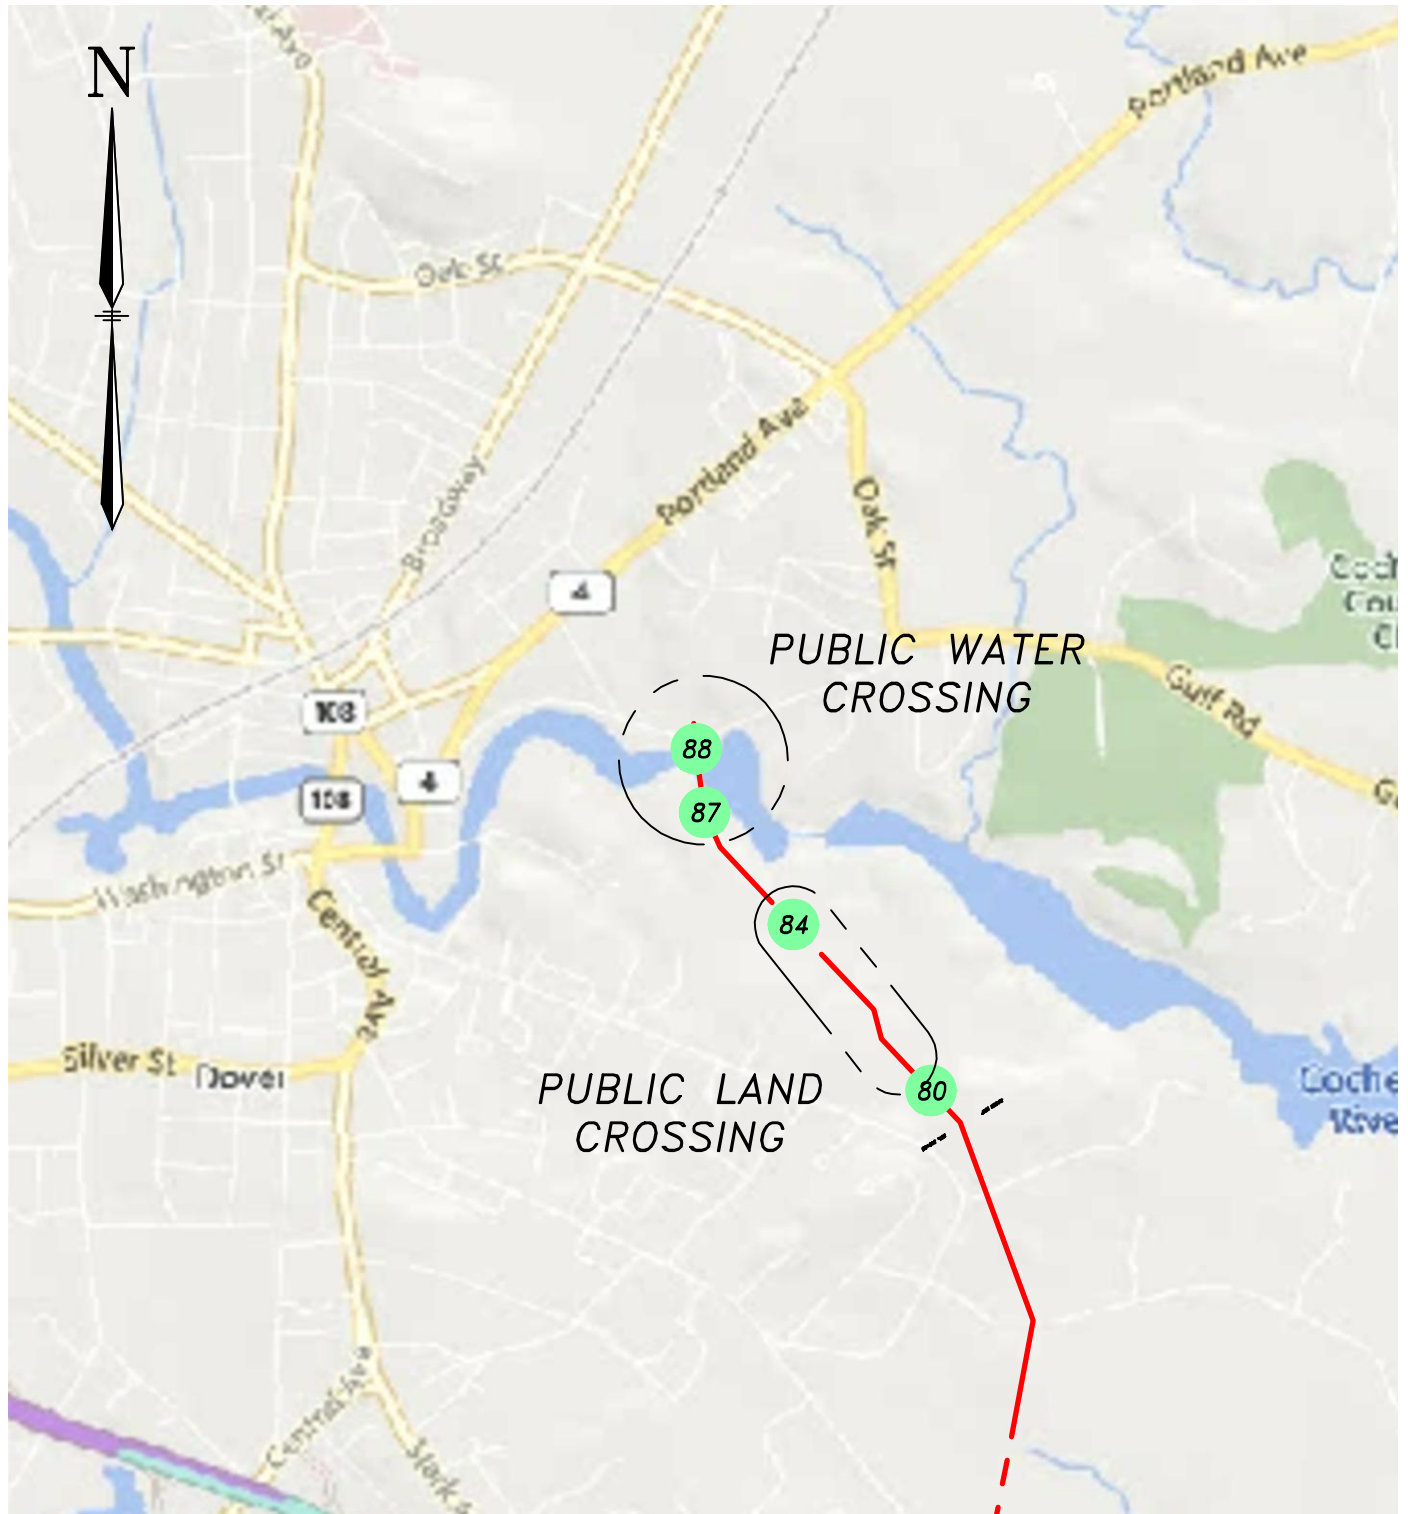 N
Portland Ave
Oak St
Portland Ave
Broadway
Oak St
4
PUBLIC WATER
CROSSING
Gulf Rd
108
88
4
108
87
Washington St
Central Ave
84
Silver St
Dover
80
PUBLIC LAND
CROSSING
Central Ave